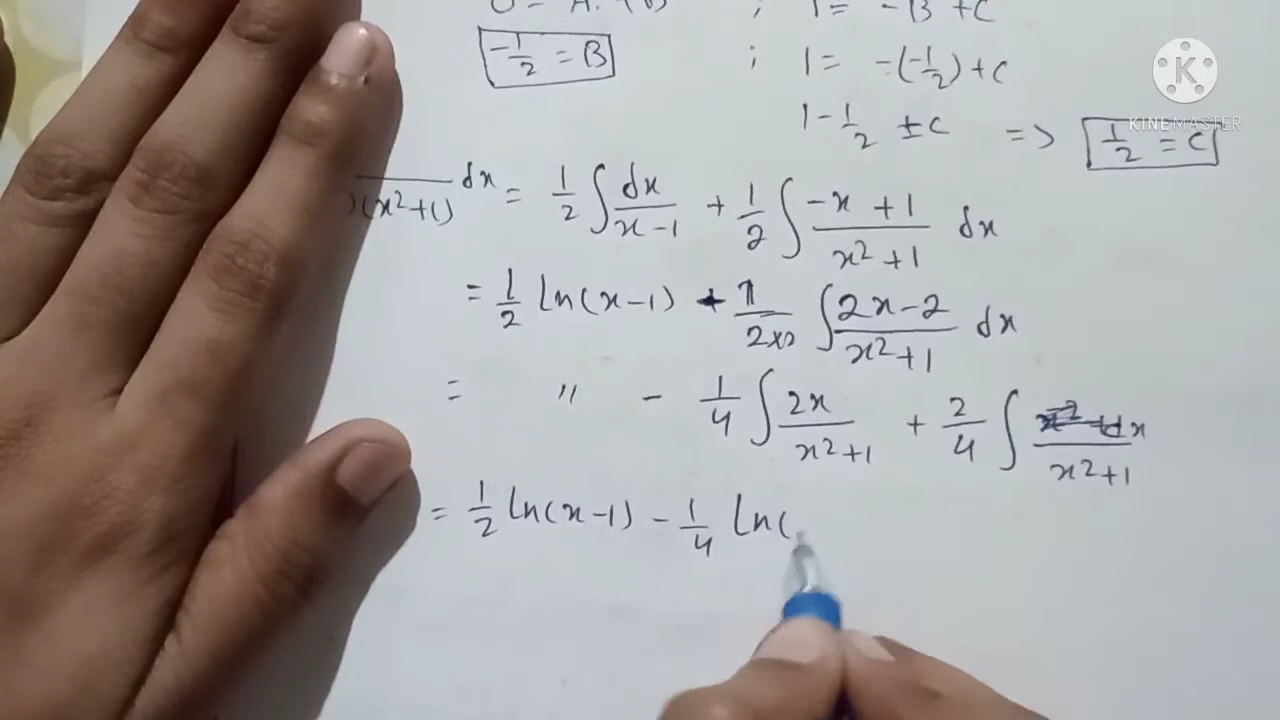 -1/2 = B ; 1 = -(-1/2) + C
1 - 1/2 ± C => 1/2 = C
)(x²+1) dx = 1/2 ∫ dx/(x-1) + 1/2 ∫ (-x + 1)/(x²+1) dx
= 1/2 ln(x-1) - 1/(2×2) ∫ (2x-2)/(x²+1) dx
= " - 1/4 ∫ 2x/(x²+1) + 2/4 ∫ dx/(x²+1)
= 1/2 ln(x-1) - 1/4 ln(
K
KINEMASTER